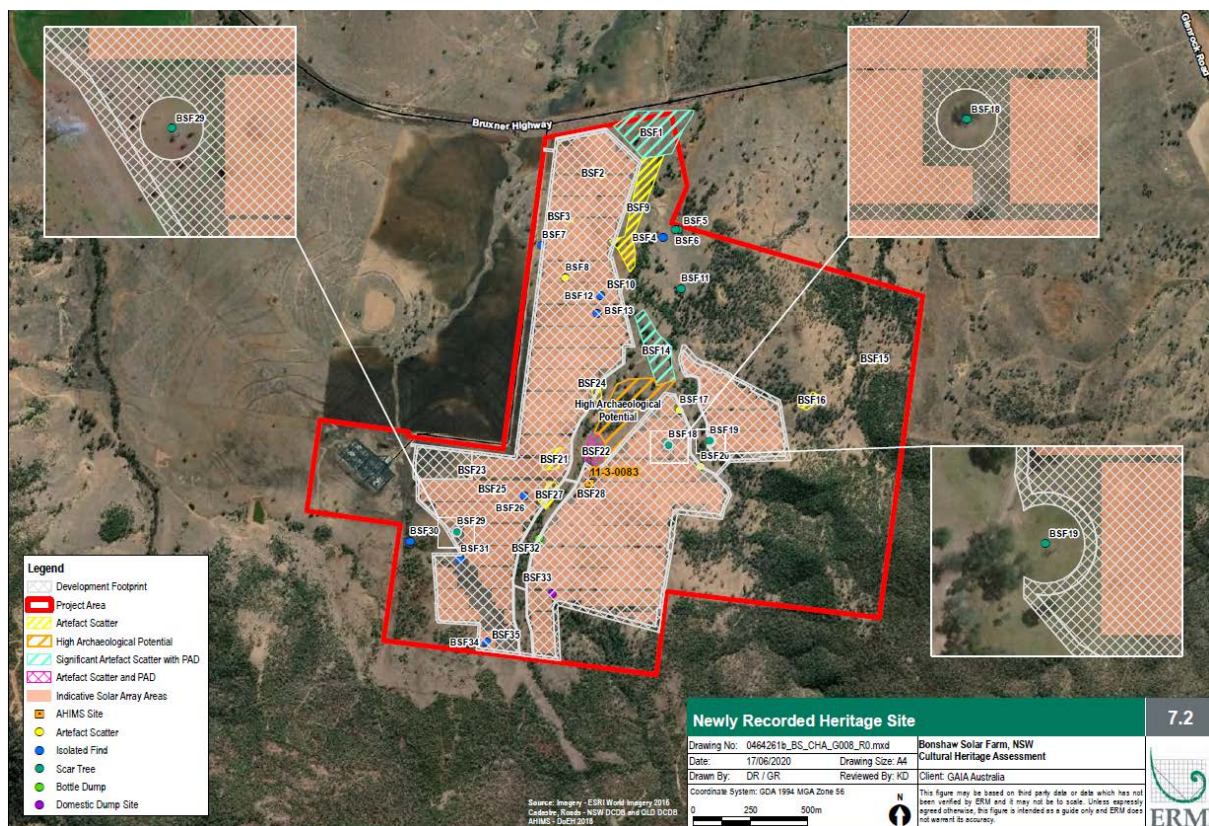 Glenrock Road
BSF29
BSF18
Bruxner Highway
BSF1
BSF2
BSF3
BSF9
BSF5
BSF7
BSF4
BSF6
BSF8
BSF10
BSF11
BSF12
BSF13
BSF14
BSF15
BSF24
BSF17
BSF16
High Archaeological
Potential
BSF18
BSF19
BSF22
BSF21
BSF20
BSF23
11-3-0083
BSF25
BSF27
BSF28
BSF26
BSF29
BSF30
BSF32
BSF31
BSF19
BSF33
BSF34
BSF35
Legend
Development Footprint
Project Area
Artefact Scatter
High Archaeological Potential
Significant Artefact Scatter with PAD
Artefact Scatter and PAD
Indicative Solar Array Areas
AHIMS Site
Artefact Scatter
Isolated Find
Scar Tree
Bottle Dump
Domestic Dump Site
Source: Imagery - ESRI World Imagery 2016
Cadastre, Roads - NSW DCDB and QLD DCDB
AHIMS - DoEH 2018
Newly Recorded Heritage Site
7.2
Drawing No: 0464261b_BS_CHA_G008_R0.mxd
Date: 17/06/2020 Drawing Size: A4
Drawn By: DR / GR Reviewed By: KD
Coordinate System: GDA 1994 MGA Zone 56
0 250 500m
N
Bonshaw Solar Farm, NSW
Cultural Heritage Assessment
Client: GAIA Australia
This figure may be based on third party data or data which has not
been verified by ERM and it may not be to scale. Unless expressly
agreed otherwise, this figure is intended as a guide only and ERM does
not warrant its accuracy.
ERM